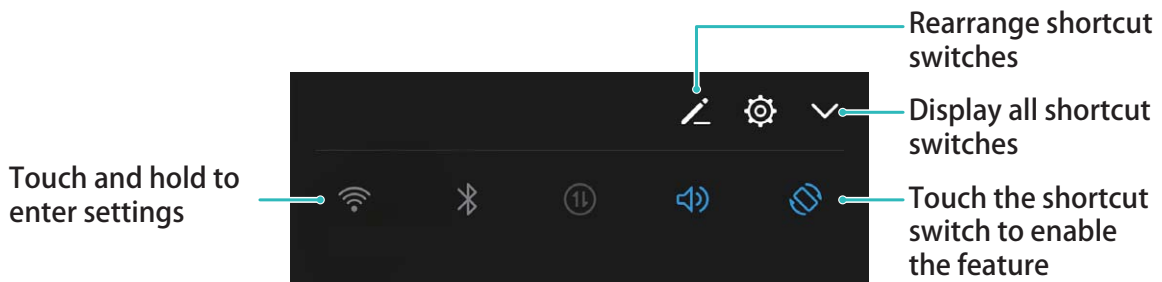 Rearrange shortcut
switches
Display all shortcut
switches
Touch and hold to
enter settings
Touch the shortcut
switch to enable
the feature